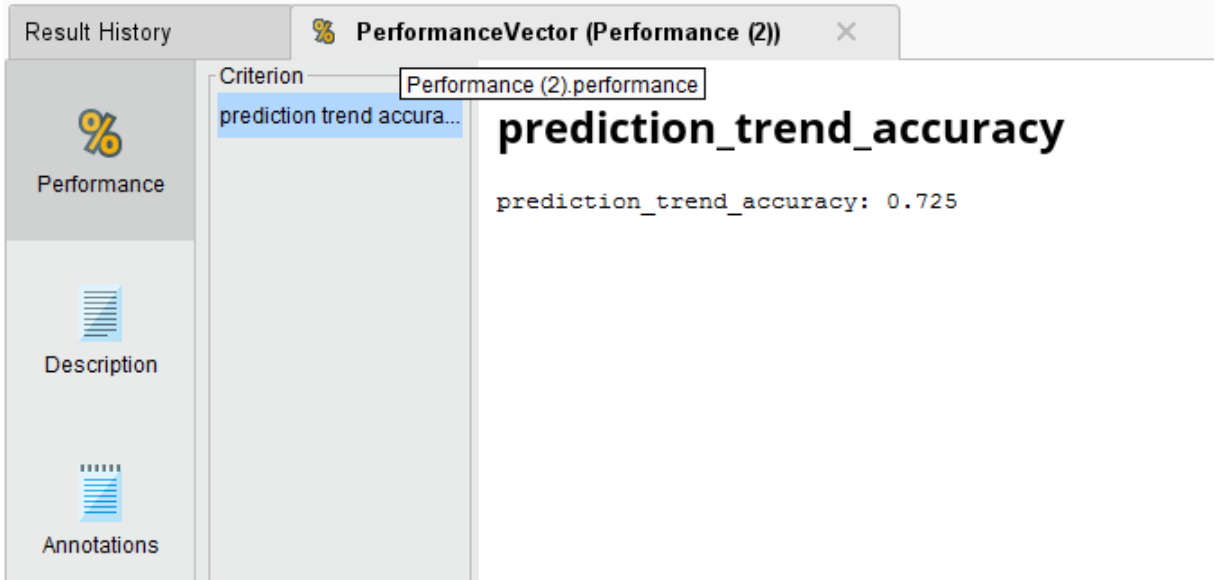 Result History
% PerformanceVector (Performance (2)) ×
Criterion
Performance (2).performance
prediction trend accura...
prediction_trend_accuracy
%
Performance
prediction_trend_accuracy: 0.725
Description
Annotations